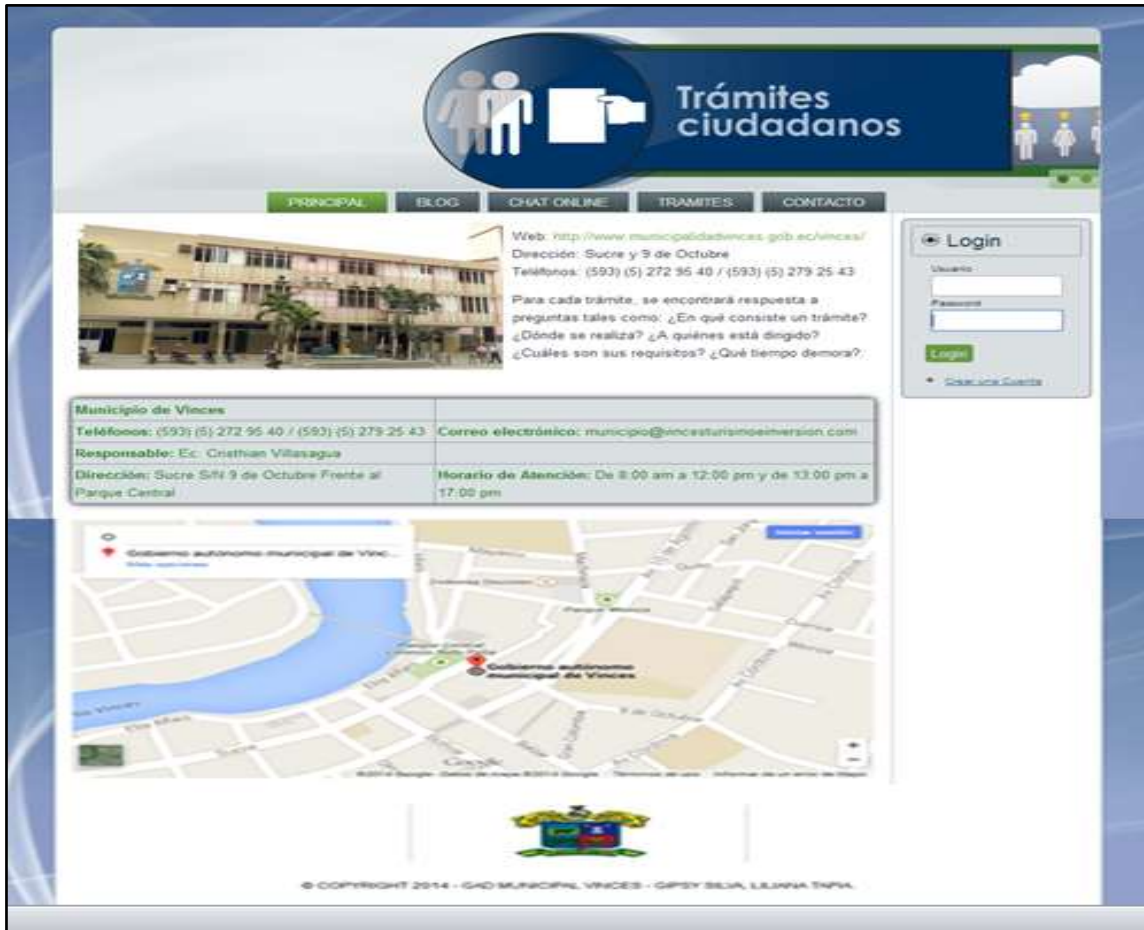 Trámites
ciudadanos
PRINCIPAL
BLOG
CHAT ONLINE
TRAMITES
CONTACTO
Web: http://www.municipalidadvinces.gob.ec/vinces/
Dirección: Sucre y 9 de Octubre
Teléfonos: (593) (5) 272 95 40 / (593) (5) 279 25 43
Para cada trámite, se encontrará respuesta a
preguntas tales como: ¿En qué consiste un trámite?
¿Dónde se realiza? ¿A quiénes está dirigido?
¿Cuáles son sus requisitos? ¿Qué tiempo demora?
Login
Usuario
Password
Login
Crear una Cuenta
Municipio de Vinces
Teléfonos: (593) (5) 272 95 40 / (593) (5) 279 25 43
Correo electrónico: municipio@vincesturismoeinversion.com
Responsable: Ec. Cristhian Villasagua
Dirección: Sucre S/N 9 de Octubre Frente al
Parque Central
Horario de Atención: De 8:00 am a 12:00 pm y de 13:00 pm a
17:00 pm
Gobierno autónomo municipal de Vinc...
Más opciones
Iniciar sesión
Parque Central
Gobierno autónomo
municipal de Vinces
9 de Octubre
Sucre
Google
© COPYRIGHT 2014 - GAD MUNICIPAL VINCES - GIPSY SILVA, LILIANA TAPIA.